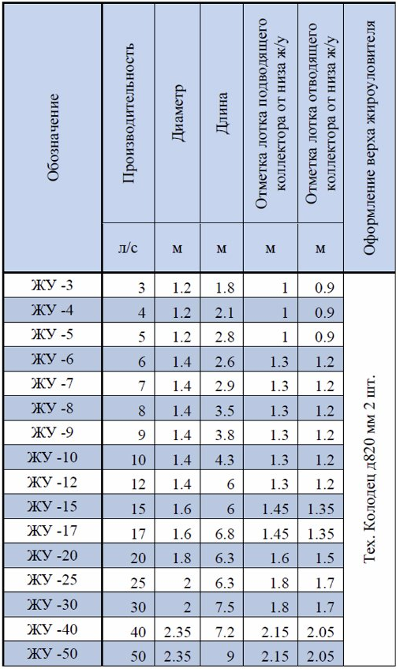 Обозначение
Производительность
Диаметр
Длина
Отметка лотка подводящего
коллектора от низа ж/у
Отметка лотка отводящего
коллектора от низа ж/у
Оформление верха жироуловителя
л/с м м м м
ЖУ -3 3 1.2 1.8 1 0.9
ЖУ -4 4 1.2 2.1 1 0.9
ЖУ -5 5 1.2 2.8 1 0.9
ЖУ -6 6 1.4 2.6 1.3 1.2
ЖУ -7 7 1.4 2.9 1.3 1.2
ЖУ -8 8 1.4 3.5 1.3 1.2
ЖУ -9 9 1.4 3.8 1.3 1.2
ЖУ -10 10 1.4 4.3 1.3 1.2
ЖУ -12 12 1.4 6 1.3 1.2
ЖУ -15 15 1.6 6 1.45 1.35
ЖУ -17 17 1.6 6.8 1.45 1.35
ЖУ -20 20 1.8 6.3 1.6 1.5
ЖУ -25 25 2 6.3 1.8 1.7
ЖУ -30 30 2 7.5 1.8 1.7
ЖУ -40 40 2.35 7.2 2.15 2.05
ЖУ -50 50 2.35 9 2.15 2.05
Тех. Колодец д820 мм 2 шт.